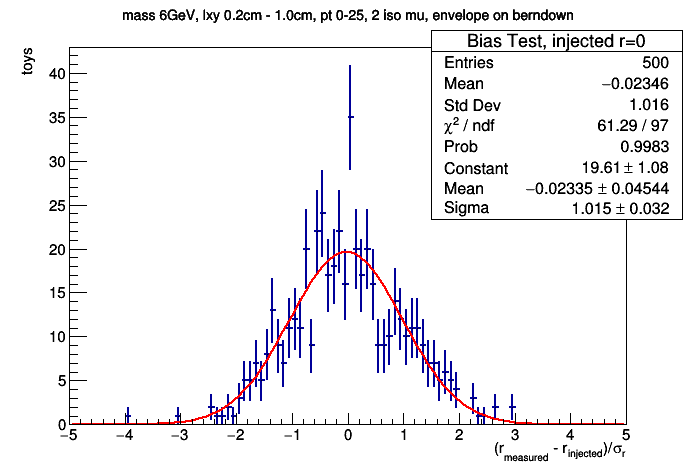 mass 6GeV, lxy 0.2cm - 1.0cm, pt 0-25, 2 iso mu, envelope on berndown
Bias Test, injected r=0
Entries 500
Mean −0.02346
Std Dev 1.016
χ² / ndf 61.29 / 97
Prob 0.9983
Constant 19.61 ± 1.08
Mean −0.02335 ± 0.04544
Sigma 1.015 ± 0.032
toys
40
35
30
25
20
15
10
5
0
−5 −4 −3 −2 −1 0 1 2 3 4 5
(r_measured - r_injected)/σ_r